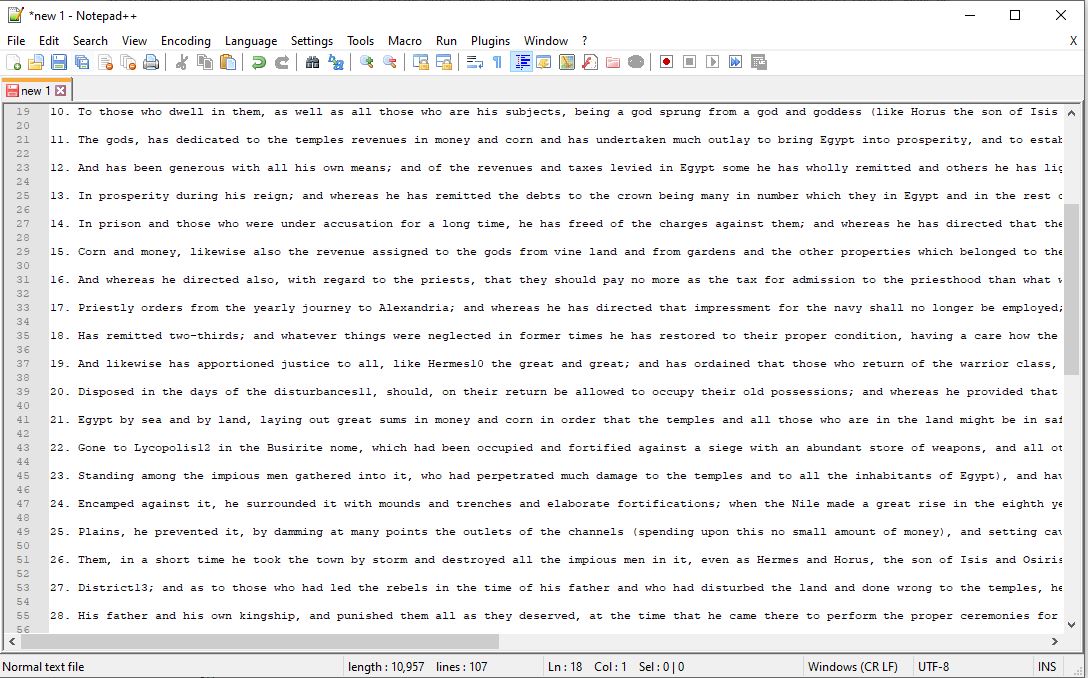 *new 1 - Notepad++
File Edit Search View Encoding Language Settings Tools Macro Run Plugins Window ? X
new 1
19 10. To those who dwell in them, as well as all those who are his subjects, being a god sprung from a god and goddess (like Horus the son of Isis
20
21 11. The gods, has dedicated to the temples revenues in money and corn and has undertaken much outlay to bring Egypt into prosperity, and to estab
22
23 12. And has been generous with all his own means; and of the revenues and taxes levied in Egypt some he has wholly remitted and others he has lig
24
25 13. In prosperity during his reign; and whereas he has remitted the debts to the crown being many in number which they in Egypt and in the rest o
26
27 14. In prison and those who were under accusation for a long time, he has freed of the charges against them; and whereas he has directed that the
28
29 15. Corn and money, likewise also the revenue assigned to the gods from vine land and from gardens and the other properties which belonged to the
30
31 16. And whereas he directed also, with regard to the priests, that they should pay no more as the tax for admission to the priesthood than what w
32
33 17. Priestly orders from the yearly journey to Alexandria; and whereas he has directed that impressment for the navy shall no longer be employed;
34
35 18. Has remitted two-thirds; and whatever things were neglected in former times he has restored to their proper condition, having a care how the
36
37 19. And likewise has apportioned justice to all, like Hermes10 the great and great; and has ordained that those who return of the warrior class,
38
39 20. Disposed in the days of the disturbances11, should, on their return be allowed to occupy their old possessions; and whereas he provided that
40
41 21. Egypt by sea and by land, laying out great sums in money and corn in order that the temples and all those who are in the land might be in saf
42
43 22. Gone to Lycopolis12 in the Busirite nome, which had been occupied and fortified against a siege with an abundant store of weapons, and all ot
44
45 23. Standing among the impious men gathered into it, who had perpetrated much damage to the temples and to all the inhabitants of Egypt), and hav
46
47 24. Encamped against it, he surrounded it with mounds and trenches and elaborate fortifications; when the Nile made a great rise in the eighth ye
48
49 25. Plains, he prevented it, by damming at many points the outlets of the channels (spending upon this no small amount of money), and setting cav
50
51 26. Them, in a short time he took the town by storm and destroyed all the impious men in it, even as Hermes and Horus, the son of Isis and Osiris
52
53 27. District13; and as to those who had led the rebels in the time of his father and who had disturbed the land and done wrong to the temples, he
54
55 28. His father and his own kingship, and punished them all as they deserved, at the time that he came there to perform the proper ceremonies for
56
Normal text file length : 10,957 lines : 107 Ln : 18 Col : 1 Sel : 0 | 0 Windows (CR LF) UTF-8 INS